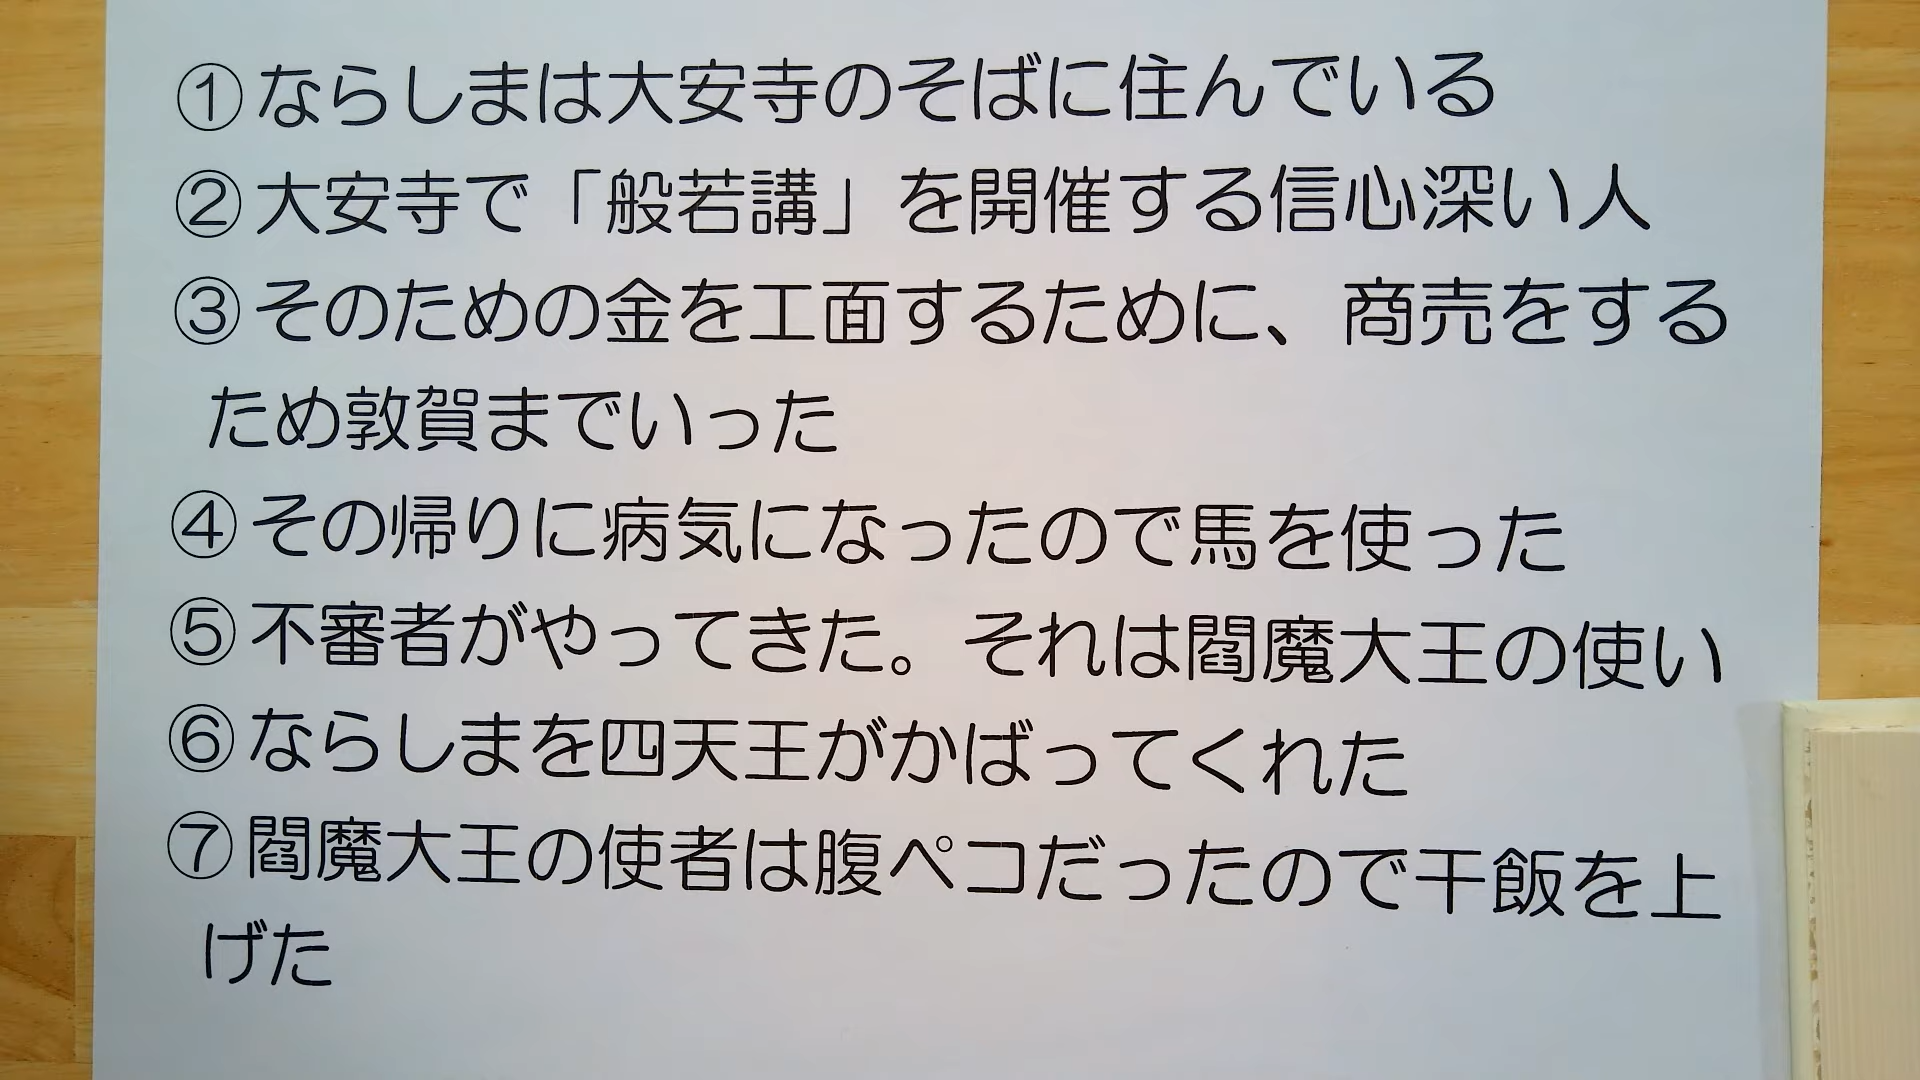 ①ならしまは大安寺のそばに住んでいる
②大安寺で「般若講」を開催する信心深い人
③そのための金を工面するために、商売をする
ため敦賀までいった
④その帰りに病気になったので馬を使った
⑤不審者がやってきた。それは閻魔大王の使い
⑥ならしまを四天王がかばってくれた
⑦閻魔大王の使者は腹ペコだったので干飯を上
げた